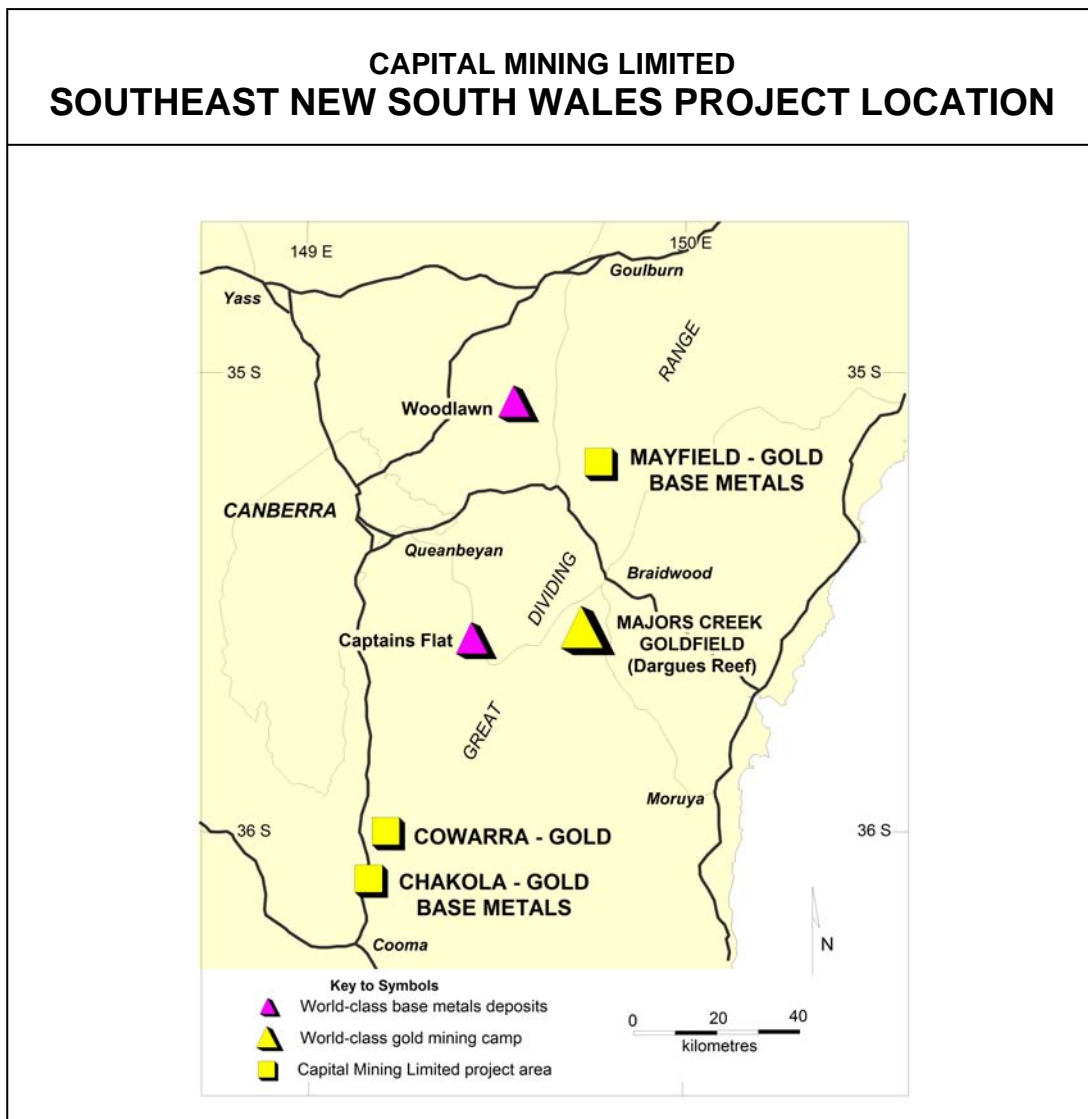 CAPITAL MINING LIMITED
SOUTHEAST NEW SOUTH WALES PROJECT LOCATION
149 E
150 E
Goulburn
Yass
RANGE
35 S
35 S
Woodlawn
MAYFIELD - GOLD
BASE METALS
CANBERRA
Queanbeyan
DIVIDING
Braidwood
MAJORS CREEK
GOLDFIELD
(Dargues Reef)
Captains Flat
GREAT
Moruya
36 S
COWARRA - GOLD
36 S
CHAKOLA - GOLD
BASE METALS
Cooma
N
Key to Symbols
World-class base metals deposits
World-class gold mining camp
Capital Mining Limited project area
0 20 40
kilometres